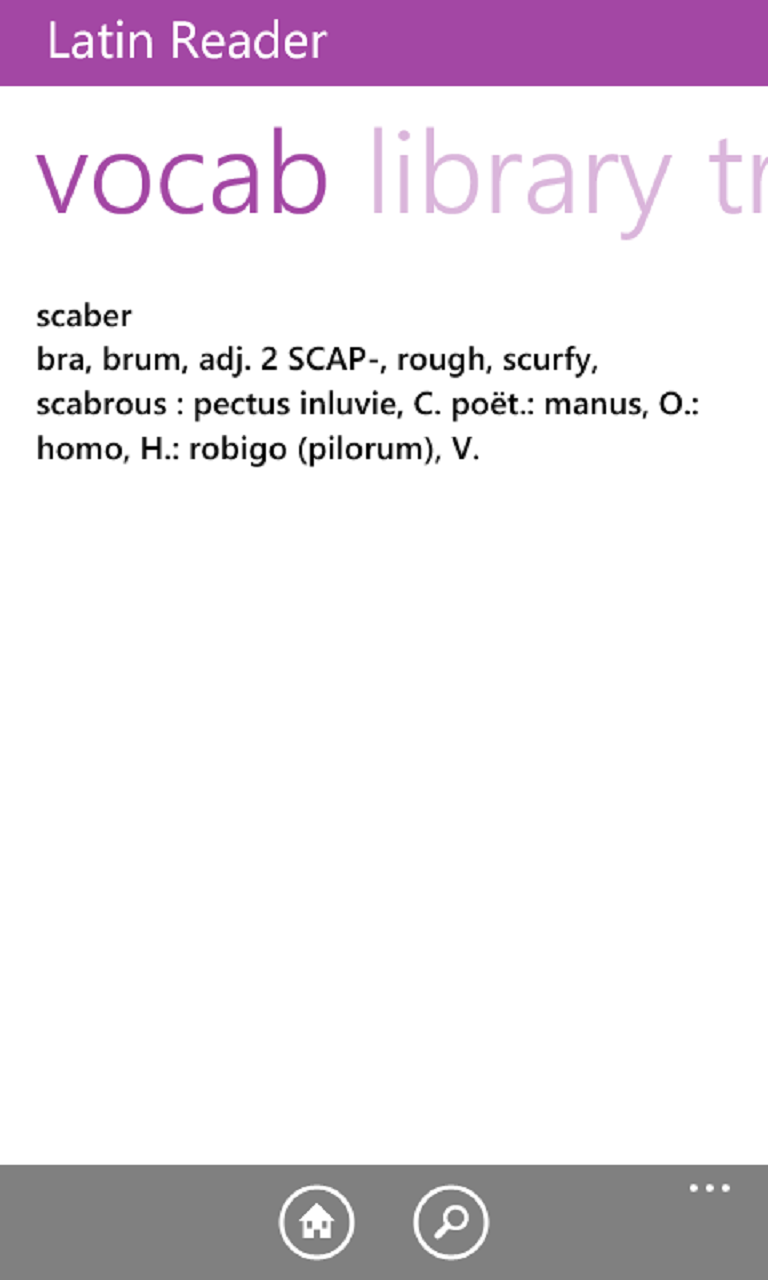 Latin Reader
vocab library tr
scaber
bra, brum, adj. 2 SCAP-, rough, scurfy,
scabrous : pectus inluvie, C. poët.: manus, O.:
homo, H.: robigo (pilorum), V.